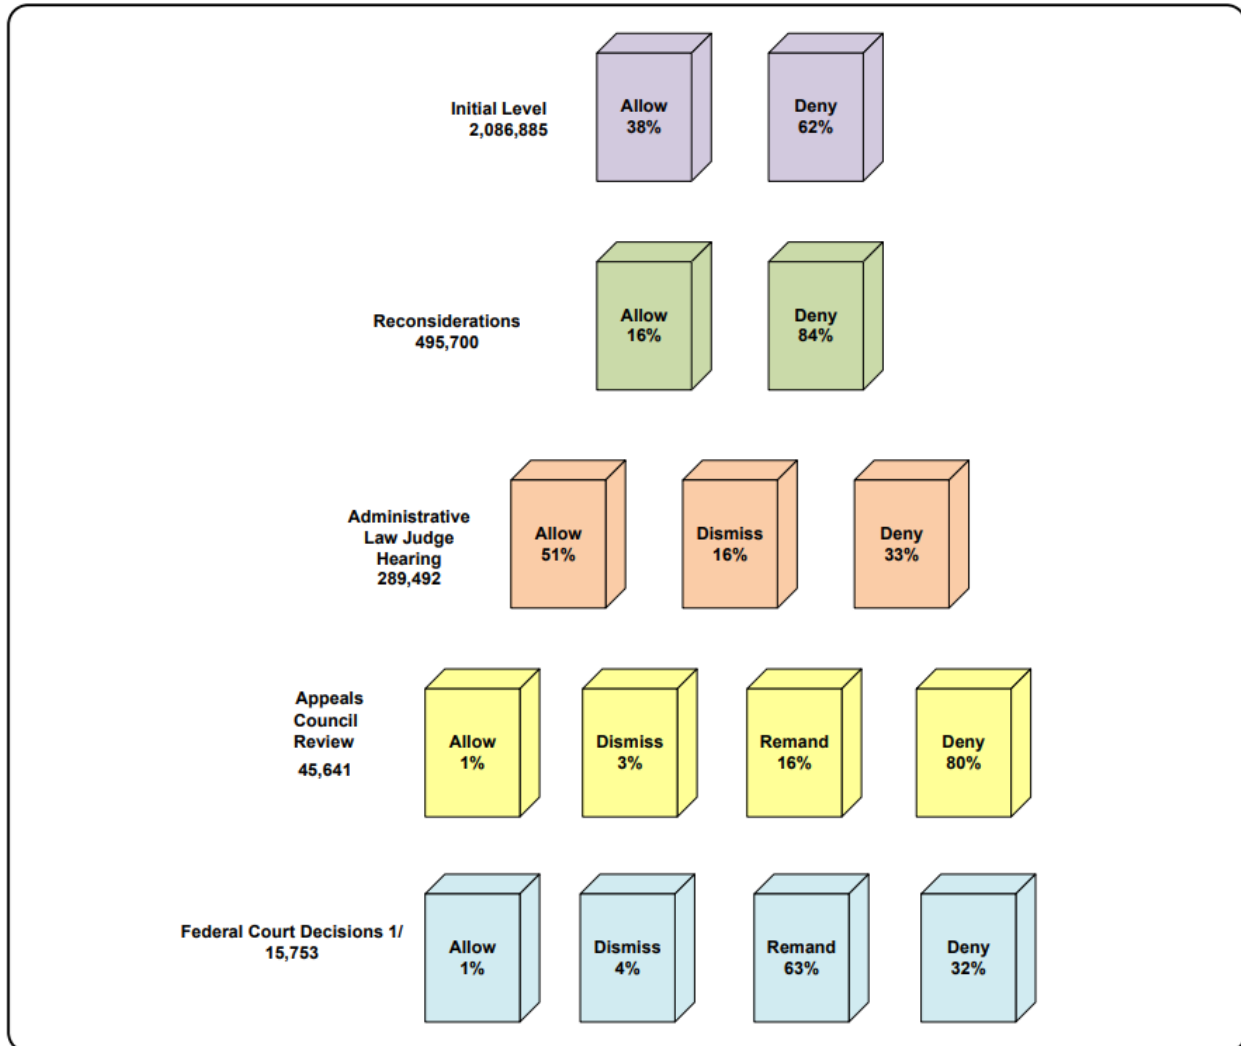 Initial Level
2,086,885
Allow
38%
Deny
62%
Reconsiderations
495,700
Allow
16%
Deny
84%
Administrative
Law Judge
Hearing
289,492
Allow
51%
Dismiss
16%
Deny
33%
Appeals
Council
Review
45,641
Allow
1%
Dismiss
3%
Remand
16%
Deny
80%
Federal Court Decisions 1/
15,753
Allow
1%
Dismiss
4%
Remand
63%
Deny
32%